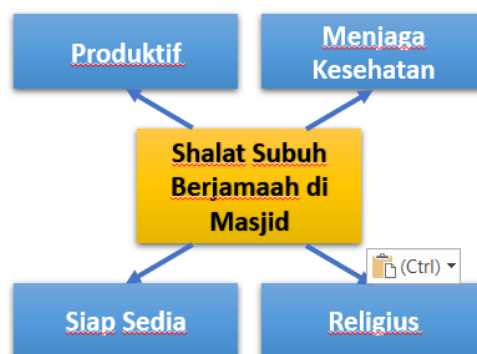 Produktif
Menjaga
Kesehatan
Shalat Subuh
Berjamaah di
Masjid
(Ctrl)
Siap Sedia
Religius